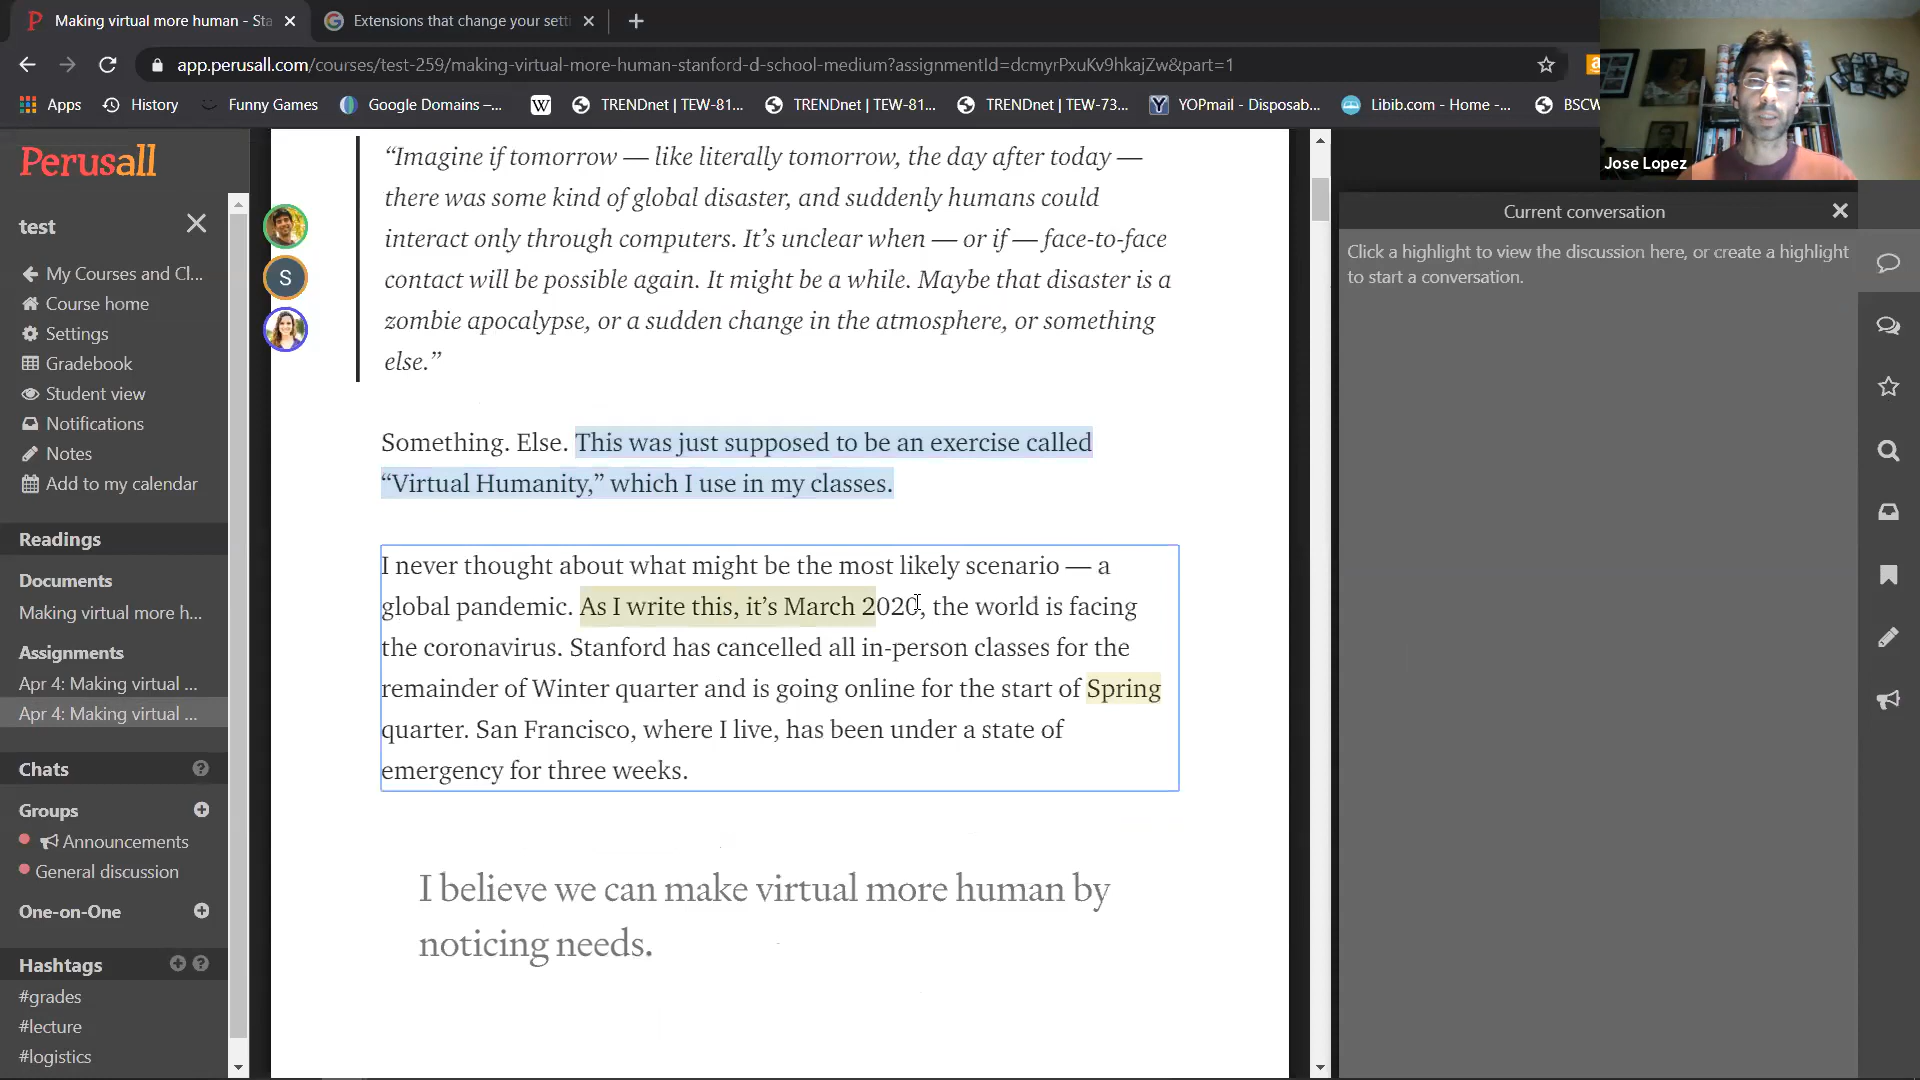 Making virtual more human - Sta
Extensions that change your sett
app.perusall.com/courses/test-259/making-virtual-more-human-stanford-d-school-medium?assignmentId=dcmyrPxuKv9hkajZw&part=1
Apps
History
Funny Games
Google Domains –...
W
TRENDnet | TEW-81...
TRENDnet | TEW-81...
TRENDnet | TEW-73...
YOPmail - Disposab...
Libib.com - Home -...
BSCW
Jose Lopez
Perusall
test
My Courses and Cl...
Course home
Settings
Gradebook
Student view
Notifications
Notes
Add to my calendar
Readings
Documents
Making virtual more h...
Assignments
Apr 4: Making virtual ...
Apr 4: Making virtual ...
Chats
Groups
Announcements
General discussion
One-on-One
Hashtags
#grades
#lecture
#logistics
S
“Imagine if tomorrow — like literally tomorrow, the day after today —
there was some kind of global disaster, and suddenly humans could
interact only through computers. It’s unclear when — or if — face-to-face
contact will be possible again. It might be a while. Maybe that disaster is a
zombie apocalypse, or a sudden change in the atmosphere, or something
else.”
Something. Else. This was just supposed to be an exercise called
“Virtual Humanity,” which I use in my classes.
I never thought about what might be the most likely scenario — a
global pandemic. As I write this, it’s March 2020, the world is facing
the coronavirus. Stanford has cancelled all in-person classes for the
remainder of Winter quarter and is going online for the start of Spring
quarter. San Francisco, where I live, has been under a state of
emergency for three weeks.
I believe we can make virtual more human by
noticing needs.
Current conversation
Click a highlight to view the discussion here, or create a highlight
to start a conversation.